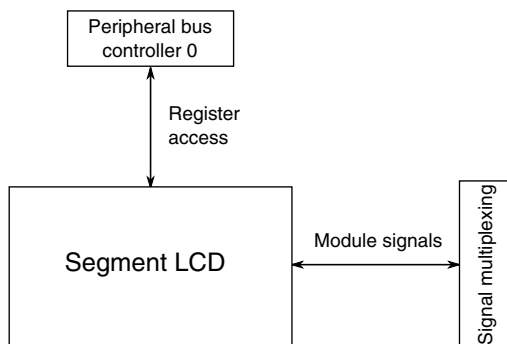 Peripheral bus
controller 0
Register
access
Segment LCD
Module signals
Signal multiplexing